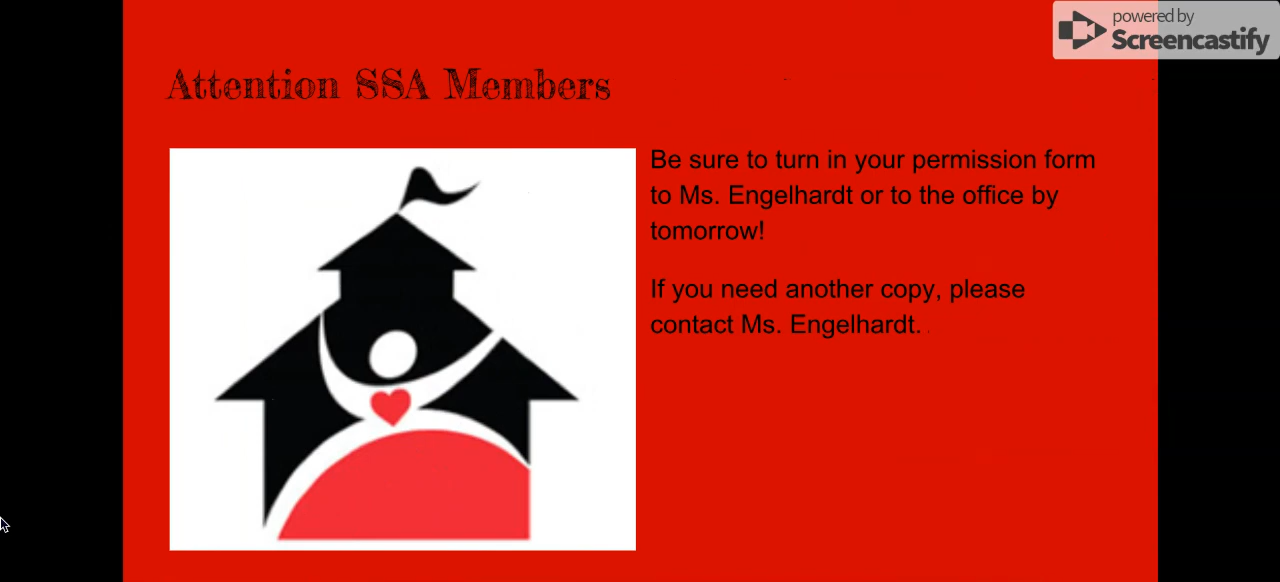 powered by
Screencastify
Attention SSA Members
Be sure to turn in your permission form
to Ms. Engelhardt or to the office by
tomorrow!
If you need another copy, please
contact Ms. Engelhardt.